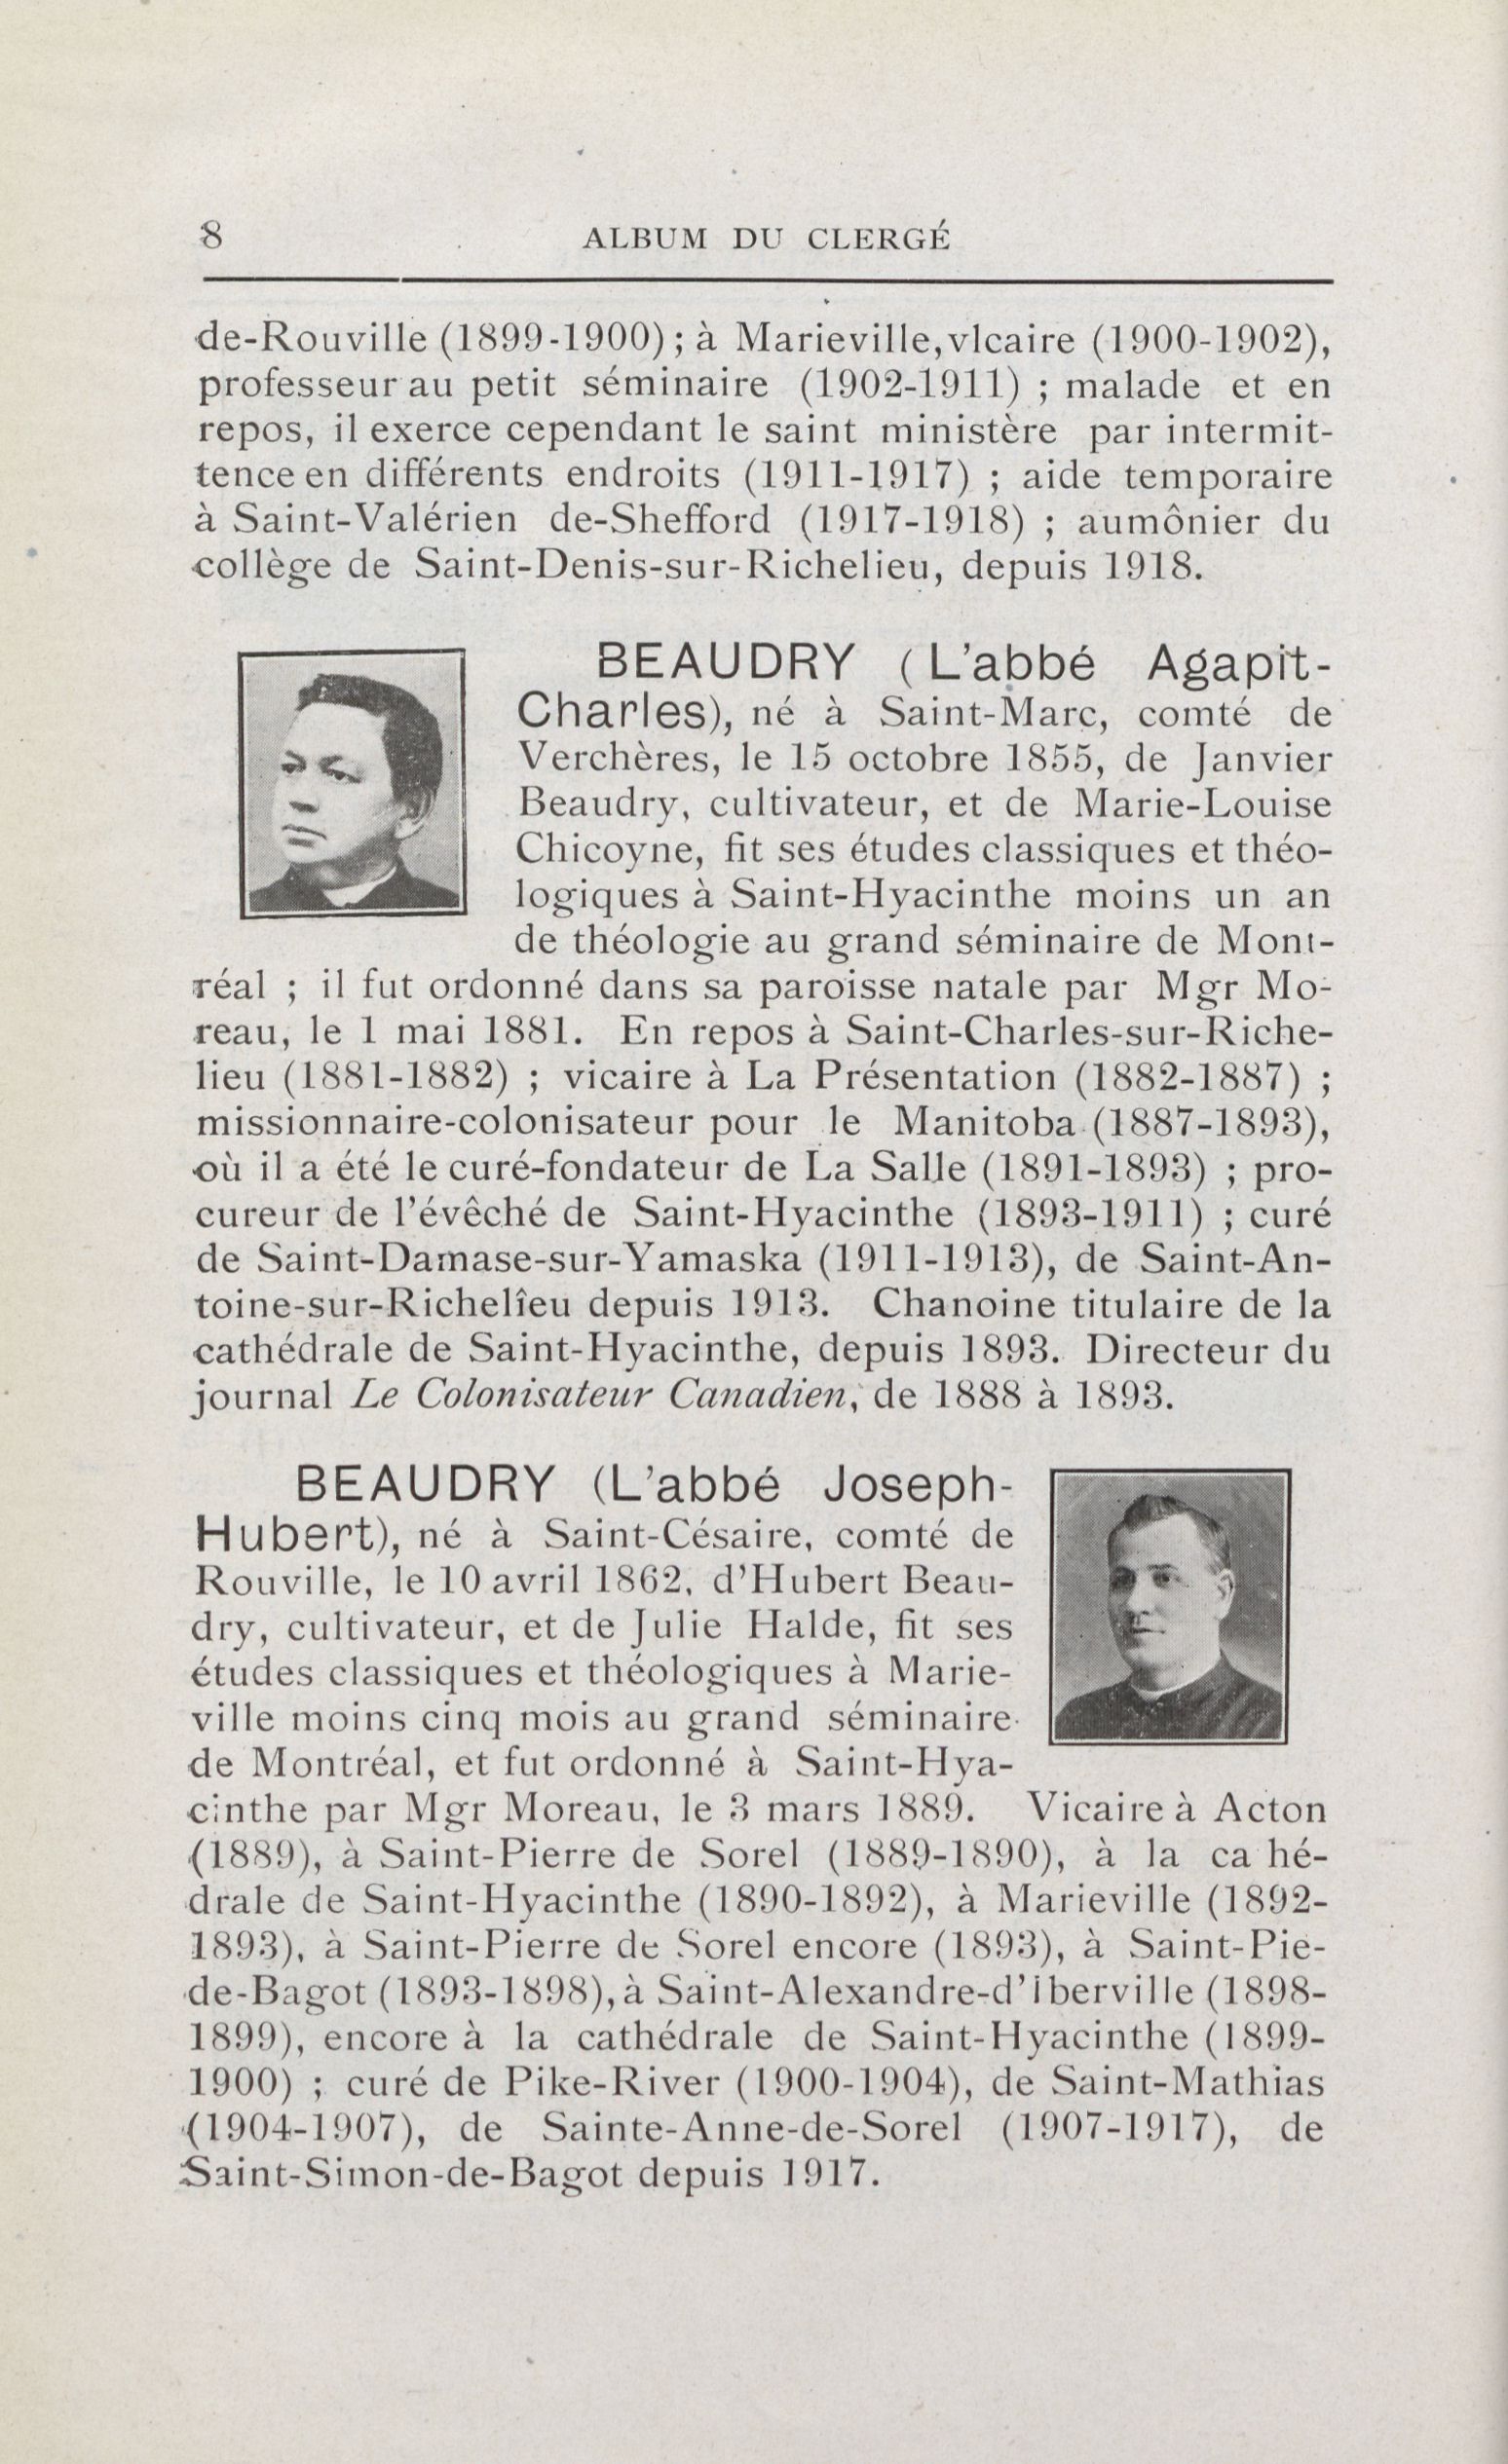 8
ALBUM DU CLERGÉ
de-Rouville (1899-1900); à Marieville, vlcaire (1900-1902),
professeur au petit séminaire (1902-1911) ; malade et en
repos, il exerce cependant le saint ministère par intermit-
tence en différents endroits (1911-1917) ; aide temporaire
à Saint-Valérien de-Shefford (1917-1918) ; aumônier du
collège de Saint-Denis-sur-Richelieu, depuis 1918.
BEAUDRY (L'abbé Agapit-
Charles), né à Saint-Marc, comté de
Verchères, le 15 octobre 1855, de Janvier
Beaudry, cultivateur, et de Marie-Louise
Chicoyne, fit ses études classiques et théo-
logiques à Saint-Hyacinthe moins un an
de théologie au grand séminaire de Mont-
réal ; il fut ordonné dans sa paroisse natale par Mgr Mo-
reau, le 1 mai 1881. En repos à Saint-Charles-sur-Riche-
lieu (1881-1882) ; vicaire à La Présentation (1882-1887) ;
missionnaire-colonisateur pour le Manitoba (1887-1893),
où il a été le curé-fondateur de La Salle (1891-1893) ; pro-
cureur de l'évêché de Saint-Hyacinthe (1893-1911) ; curé
de Saint-Damase-sur-Yamaska (1911-1913), de Saint-An-
toine-sur-Richelîeu depuis 1913. Chanoine titulaire de la
cathédrale de Saint-Hyacinthe, depuis 1893. Directeur du
journal Le Colonisateur Canadien, de 1888 à 1893.
BEAUDRY (L'abbé Joseph-
Hubert), né à Saint-Césaire, comté de
Rouville, le 10 avril 1862, d'Hubert Beau-
dry, cultivateur, et de Julie Halde, fit ses
études classiques et théologiques à Marie-
ville moins cinq mois au grand séminaire
de Montréal, et fut ordonné à Saint-Hya-
cinthe par Mgr Moreau, le 3 mars 1889. Vicaire à Acton
(1889), à Saint-Pierre de Sorel (1889-1890), à la ca hé-
drale de Saint-Hyacinthe (1890-1892), à Marieville (1892-
1893), à Saint-Pierre de Sorel encore (1893), à Saint-Pie-
de-Bagot (1893-1898), à Saint-Alexandre-d'Iberville (1898-
1899), encore à la cathédrale de Saint-Hyacinthe (1899-
1900) ; curé de Pike-River (1900-1904), de Saint-Mathias
(1904-1907), de Sainte-Anne-de-Sorel (1907-1917), de
Saint-Simon-de-Bagot depuis 1917.